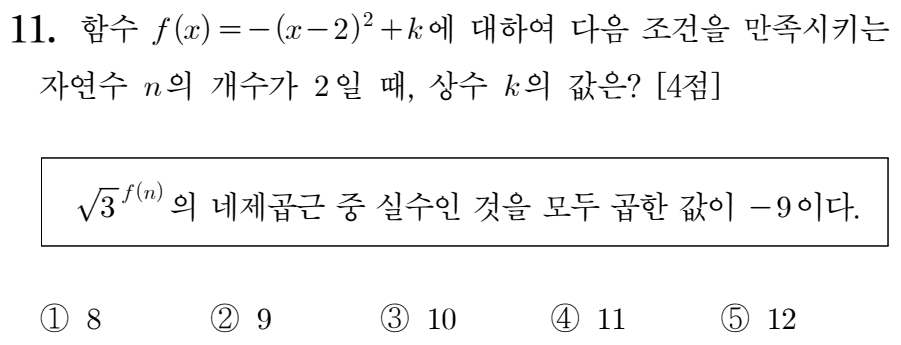 11. 함수 f(x)=-(x-2)²+k에 대하여 다음 조건을 만족시키는
자연수 n의 개수가 2일 때, 상수 k의 값은? [4점]
√3^{f(n)}의 네제곱근 중 실수인 것을 모두 곱한 값이 -9이다.
① 8 ② 9 ③ 10 ④ 11 ⑤ 12